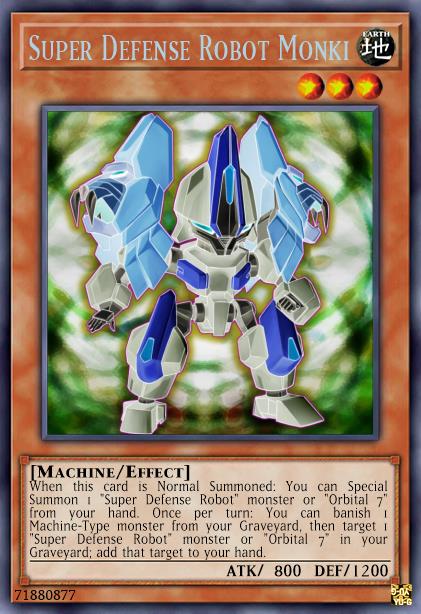 SUPER DEFENSE ROBOT MONKI
EARTH
地
[MACHINE/EFFECT]
When this card is Normal Summoned: You can Special
Summon 1 "Super Defense Robot" monster or "Orbital 7"
from your hand. Once per turn: You can banish 1
Machine-Type monster from your Graveyard, then target 1
"Super Defense Robot" monster or "Orbital 7" in your
Graveyard; add that target to your hand.
ATK/ 800 DEF/1200
71880877